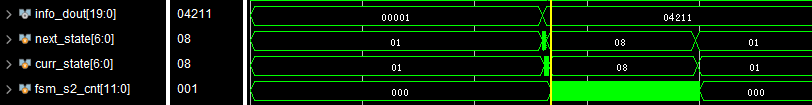 info_dout[19:0] 04211 00001 04211
next_state[6:0] 08 01 08 01
curr_state[6:0] 08 01 08 01
fsm_s2_cnt[11:0] 001 000 000